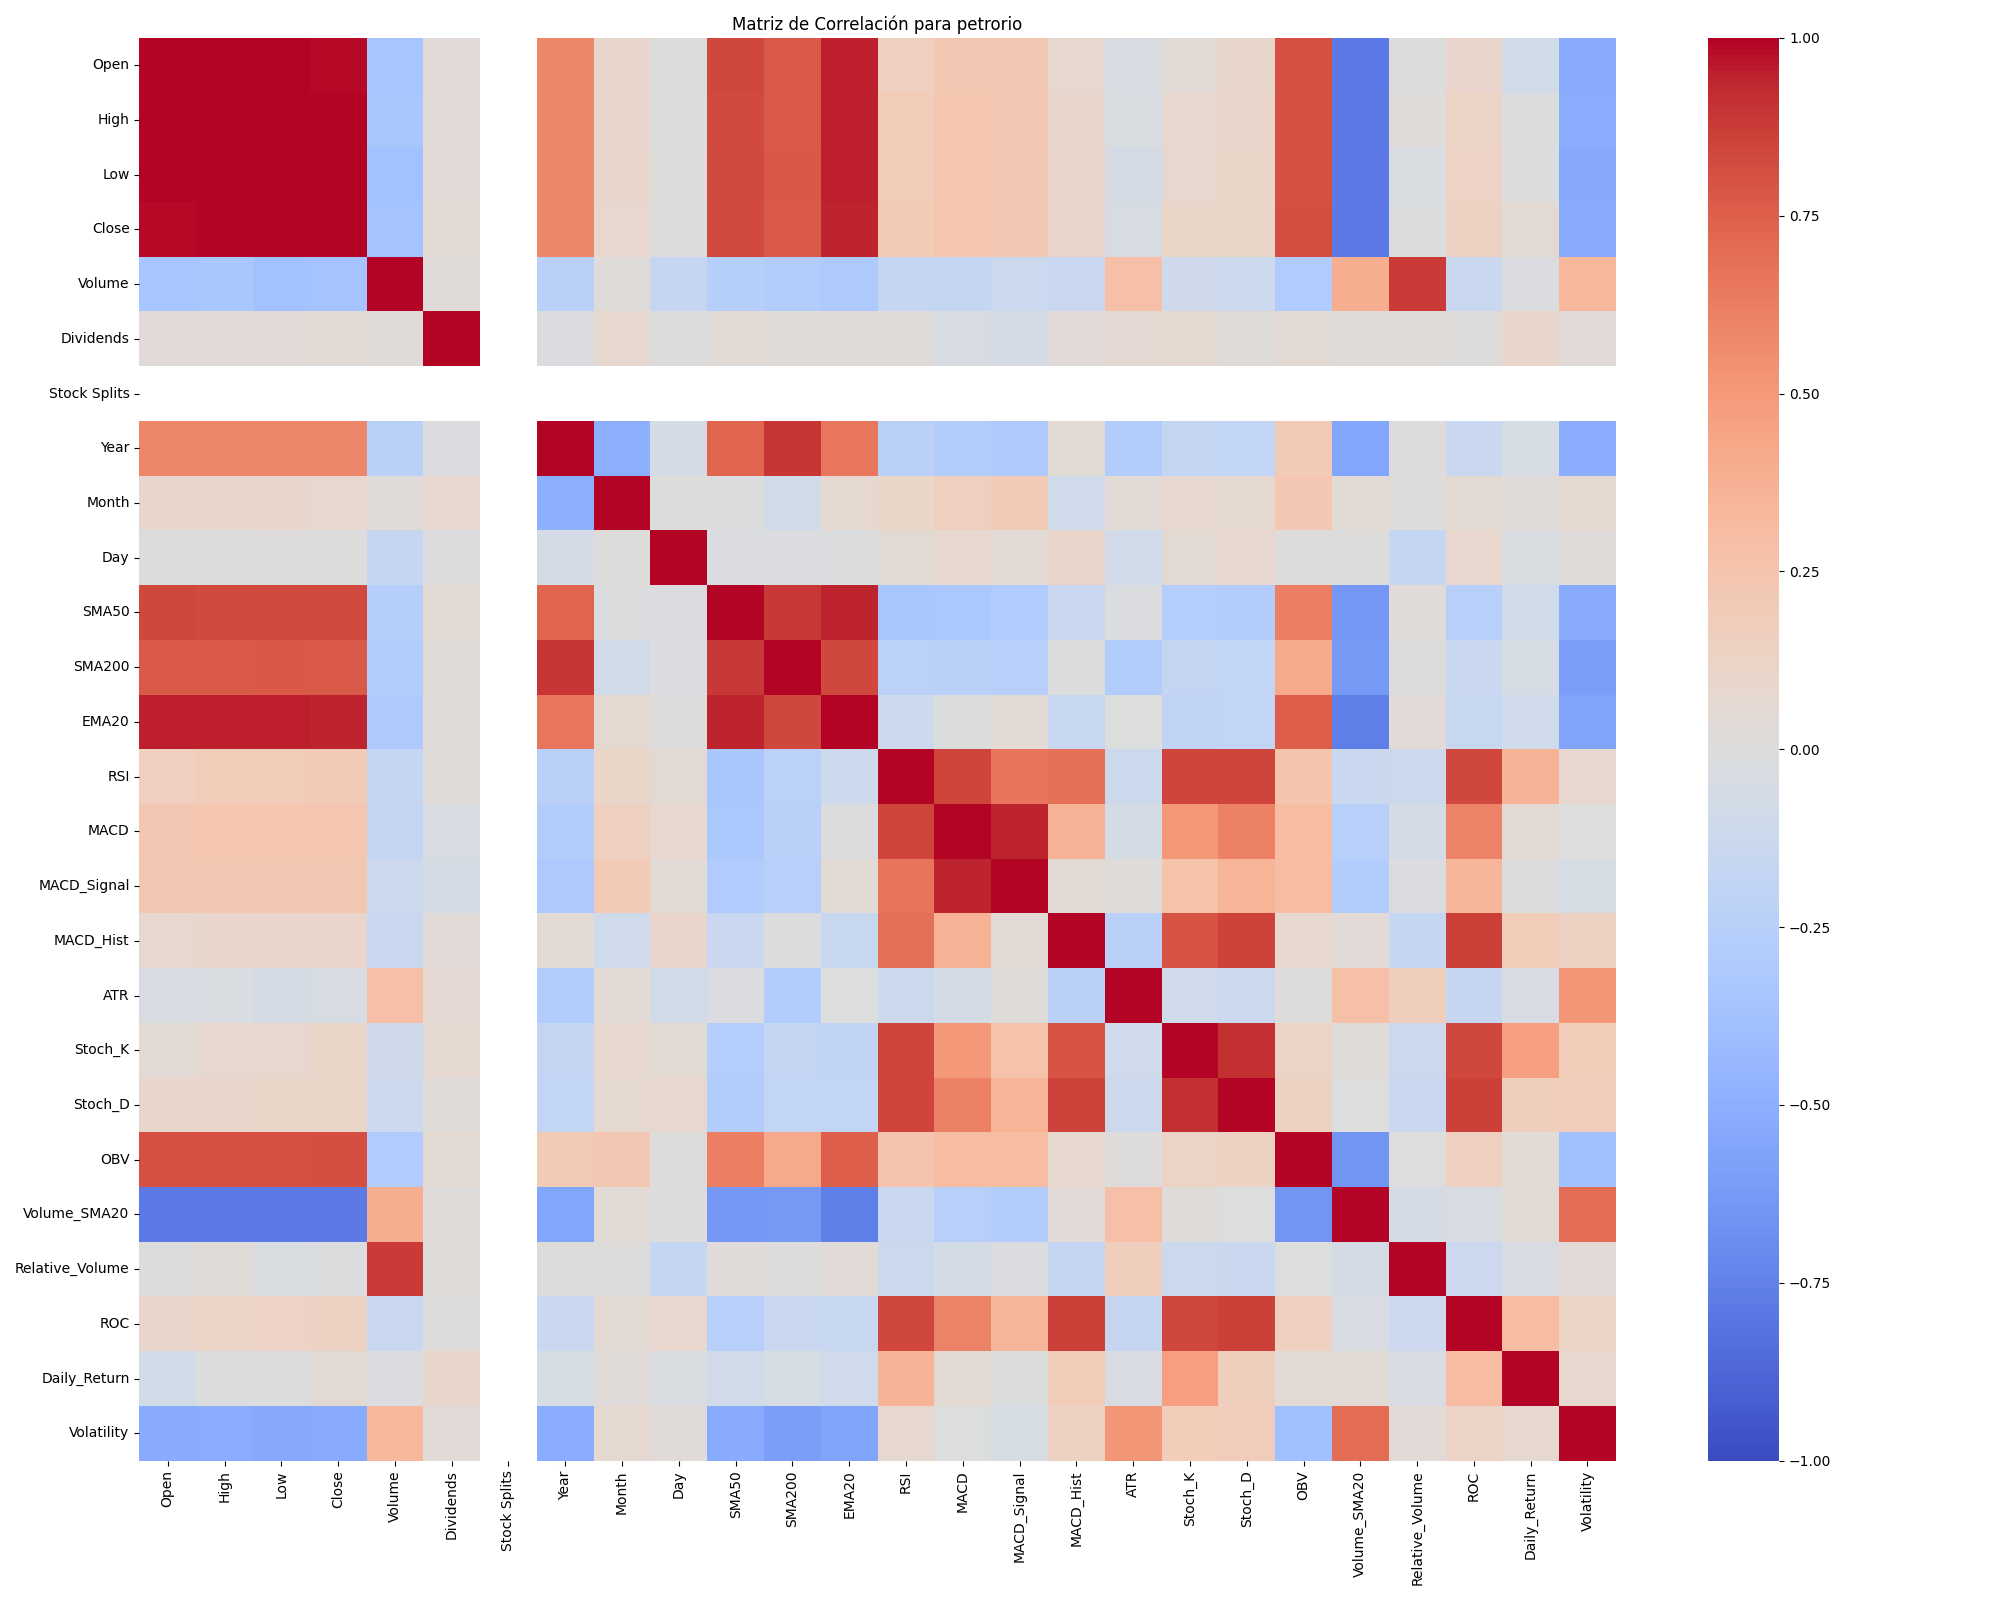 Matriz de Correlación para petrorio
Open
High
Low
Close
Volume
Dividends
Stock Splits
Year
Month
Day
SMA50
SMA200
EMA20
RSI
MACD
MACD_Signal
MACD_Hist
ATR
Stoch_K
Stoch_D
OBV
Volume_SMA20
Relative_Volume
ROC
Daily_Return
Volatility
Open
High
Low
Close
Volume
Dividends
Stock Splits
Year
Month
Day
SMA50
SMA200
EMA20
RSI
MACD
MACD_Signal
MACD_Hist
ATR
Stoch_K
Stoch_D
OBV
Volume_SMA20
Relative_Volume
ROC
Daily_Return
Volatility
1.00
0.75
0.50
0.25
0.00
−0.25
−0.50
−0.75
−1.00